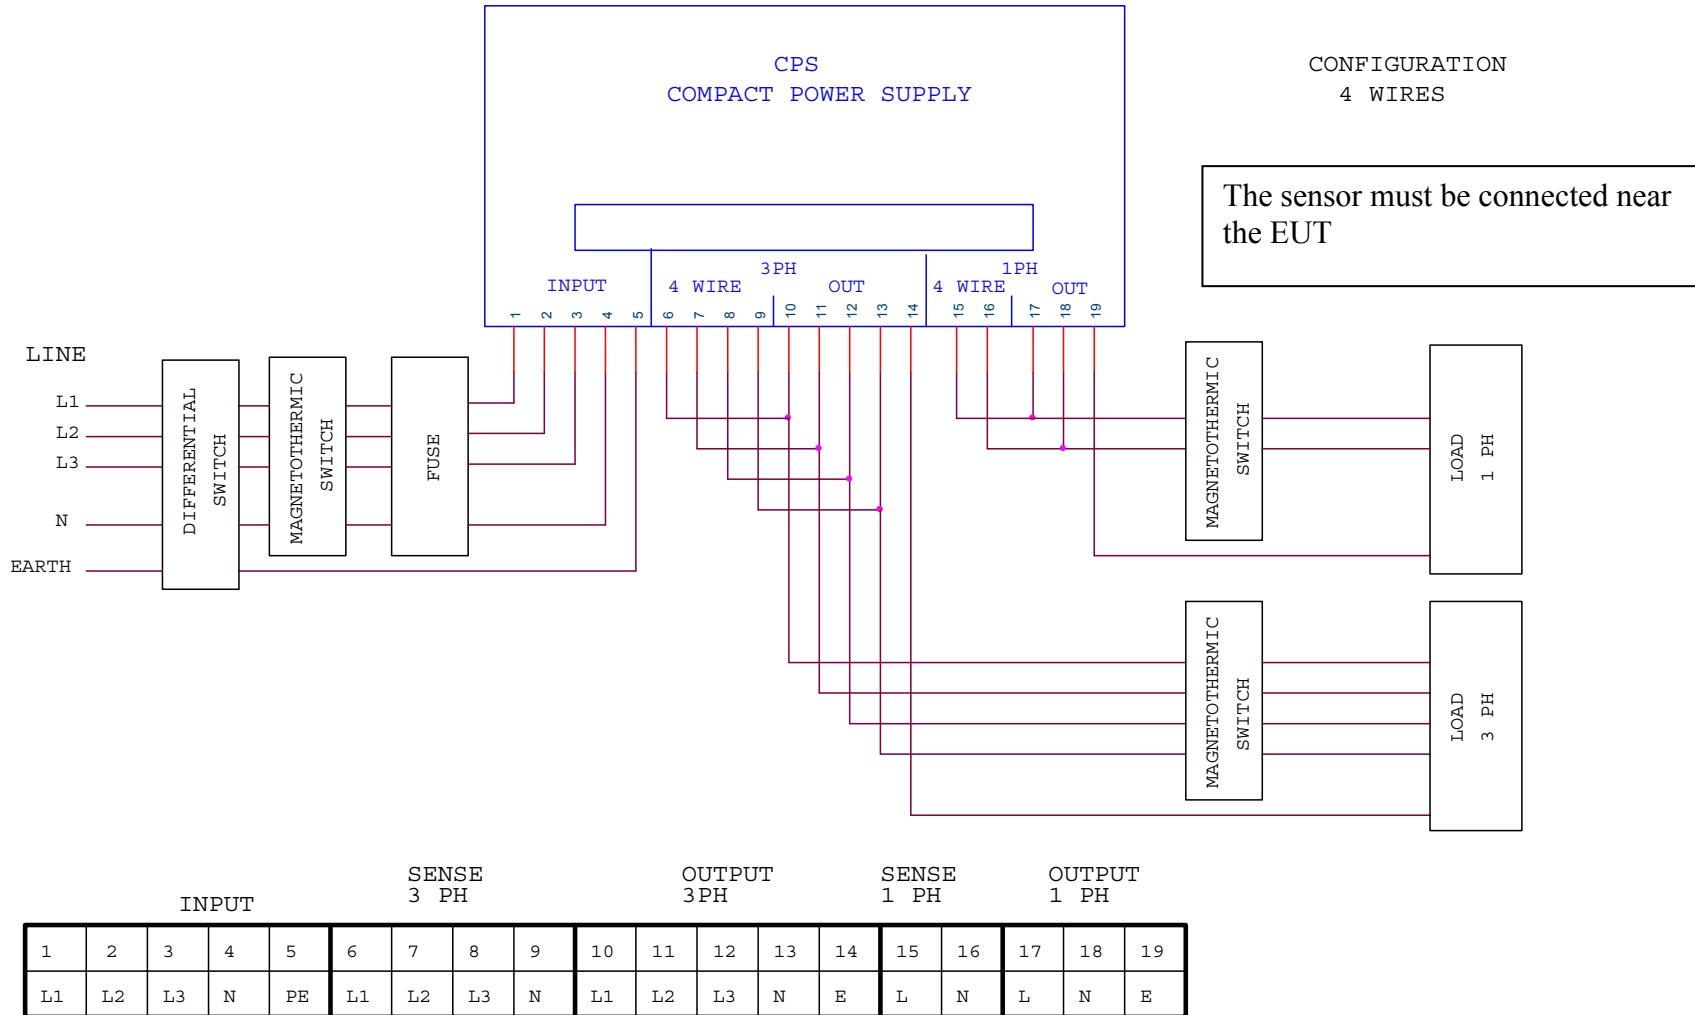 CPS
COMPACT POWER SUPPLY
CONFIGURATION
4 WIRES
The sensor must be connected near
the EUT
3PH
1PH
INPUT
4 WIRE
OUT
4 WIRE
OUT
1 2 3 4 5 6 7 8 9 10 11 12 13 14 15 16 17 18 19
LINE
L1
L2
L3
N
EARTH
DIFFERENTIAL
SWITCH
MAGNETOTHERMIC
SWITCH
FUSE
MAGNETOTHERMIC
SWITCH
LOAD
1 PH
MAGNETOTHERMIC
SWITCH
LOAD
3 PH
INPUT
SENSE
3 PH
OUTPUT
3PH
SENSE
1 PH
OUTPUT
1 PH
1 2 3 4 5 6 7 8 9 10 11 12 13 14 15 16 17 18 19
L1 L2 L3 N PE L1 L2 L3 N L1 L2 L3 N E L N L N E